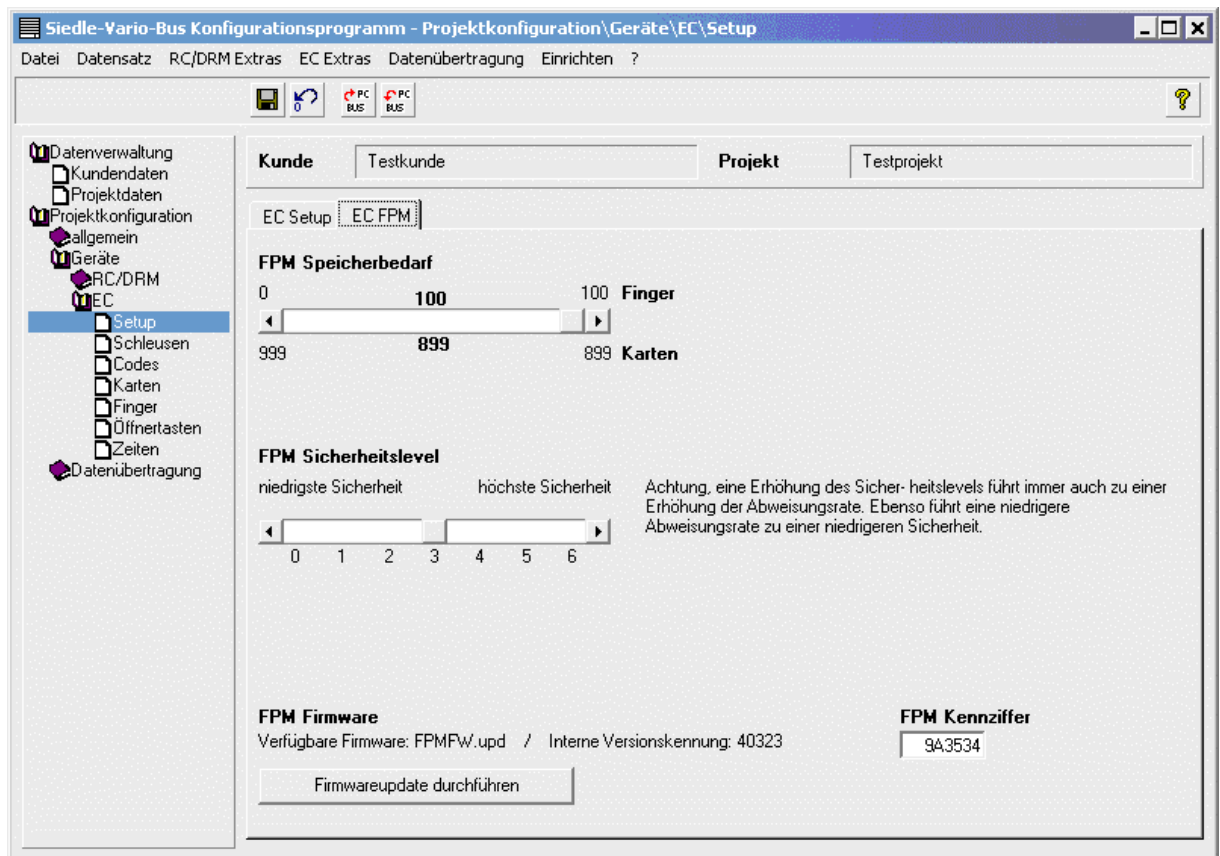 Siedle-Vario-Bus Konfigurationsprogramm - Projektkonfiguration\Geräte\EC\Setup
Datei Datensatz RC/DRM Extras EC Extras Datenübertragung Einrichten ?
0 PC BUS PC BUS ?
Datenverwaltung
Kundendaten
Projektdaten
Projektkonfiguration
allgemein
Geräte
RC/DRM
EC
Setup
Schleusen
Codes
Karten
Finger
Öffnertasten
Zeiten
Datenübertragung
Kunde Testkunde Projekt Testprojekt
EC Setup EC FPM
FPM Speicherbedarf
0 100 100 Finger
999 899 899 Karten
FPM Sicherheitslevel
niedrigste Sicherheit höchste Sicherheit
0 1 2 3 4 5 6
Achtung, eine Erhöhung des Sicher- heitslevels führt immer auch zu einer
Erhöhung der Abweisungsrate. Ebenso führt eine niedrigere
Abweisungsrate zu einer niedrigeren Sicherheit.
FPM Firmware
Verfügbare Firmware: FPMFW.upd / Interne Versionskennung: 40323
Firmwareupdate durchführen
FPM Kennziffer
9A3534